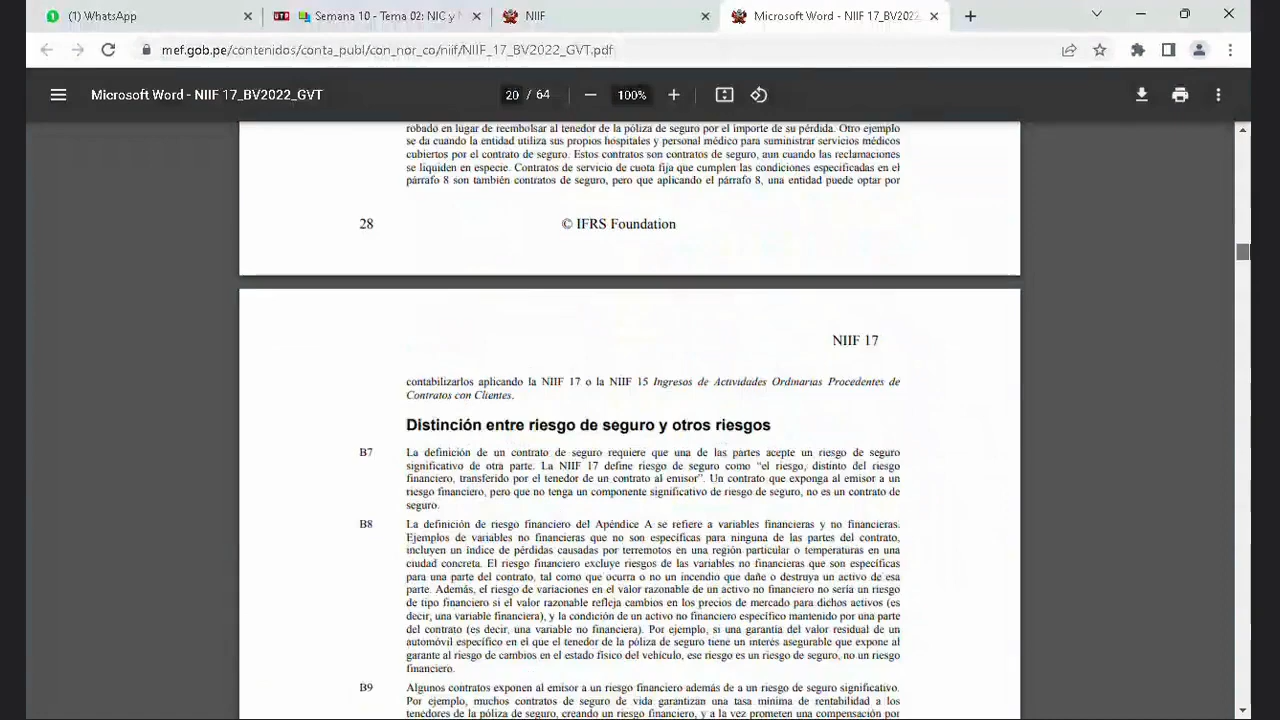 1 (1) WhatsApp
UTP Semana 10 - Tema 02: NIC y
NIIF
Microsoft Word - NIIF 17_BV2022
mef.gob.pe/contenidos/conta_publ/con_nor_co/niif/NIIF_17_BV2022_GVT.pdf
Microsoft Word - NIIF 17_BV2022_GVT
20 / 64
100%
robado en lugar de reembolsar al tenedor de la póliza de seguro por el importe de su pérdida. Otro ejemplo
se da cuando la entidad utiliza sus propios hospitales y personal médico para suministrar servicios médicos
cubiertos por el contrato de seguro. Estos contratos son contratos de seguro, aun cuando las reclamaciones
se liquiden en especie. Contratos de servicio de cuota fija que cumplen las condiciones especificadas en el
párrafo 8 son también contratos de seguro, pero que aplicando el párrafo 8, una entidad puede optar por
28 © IFRS Foundation
NIIF 17
contabilizarlos aplicando la NIIF 17 o la NIIF 15 Ingresos de Actividades Ordinarias Procedentes de
Contratos con Clientes.
Distinción entre riesgo de seguro y otros riesgos
B7 La definición de un contrato de seguro requiere que una de las partes acepte un riesgo de seguro
significativo de otra parte. La NIIF 17 define riesgo de seguro como “el riesgo, distinto del riesgo
financiero, transferido por el tenedor de un contrato al emisor”. Un contrato que exponga al emisor a un
riesgo financiero, pero que no tenga un componente significativo de riesgo de seguro, no es un contrato de
seguro.
B8 La definición de riesgo financiero del Apéndice A se refiere a variables financieras y no financieras.
Ejemplos de variables no financieras que no son específicas para ninguna de las partes del contrato,
incluyen un índice de pérdidas causadas por terremotos en una región particular o temperaturas en una
ciudad concreta. El riesgo financiero excluye riesgos de las variables no financieras que son específicas
para una parte del contrato, tal como que ocurra o no un incendio que dañe o destruya un activo de esa
parte. Además, el riesgo de variaciones en el valor razonable de un activo no financiero no sería un riesgo
de tipo financiero si el valor razonable refleja cambios en los precios de mercado para dichos activos (es
decir, una variable financiera), y la condición de un activo no financiero específico mantenido por una parte
del contrato (es decir, una variable no financiera). Por ejemplo, si una garantía del valor residual de un
automóvil específico en el que el tenedor de la póliza de seguro tiene un interés asegurable que expone al
garante al riesgo de cambios en el estado físico del vehículo, ese riesgo es un riesgo de seguro, no un riesgo
financiero.
B9 Algunos contratos exponen al emisor a un riesgo financiero además de a un riesgo de seguro significativo.
Por ejemplo, muchos contratos de seguro de vida garantizan una tasa mínima de rentabilidad a los
tenedores de la póliza de seguro, creando un riesgo financiero, y a la vez prometen una compensación por